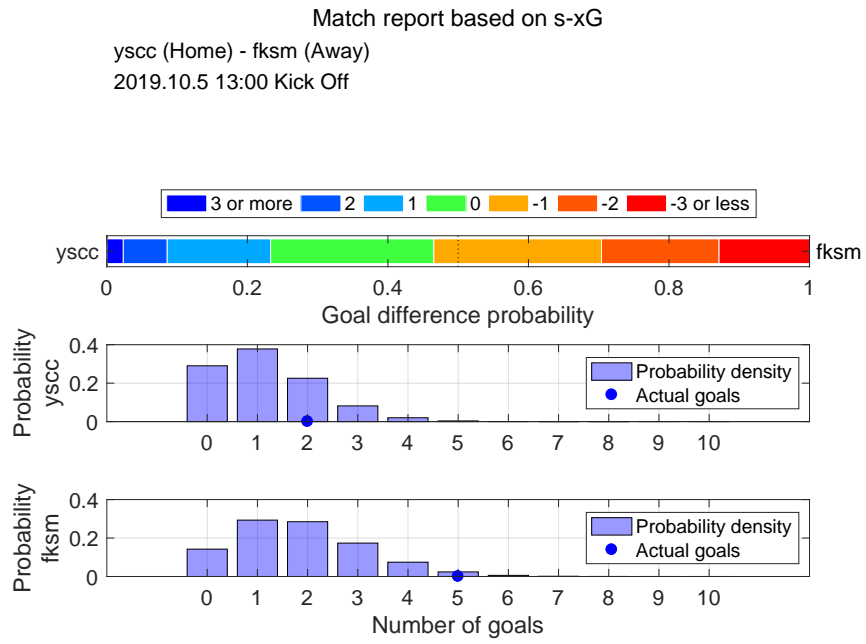 Match report based on s-xG
yscc (Home) - fksm (Away)
2019.10.5 13:00 Kick Off
3 or more 2 1 0 -1 -2 -3 or less
yscc fksm
0 0.2 0.4 0.6 0.8 1
Goal difference probability
Probability
yscc
0.4
0.2
0
Probability density
Actual goals
0 1 2 3 4 5 6 7 8 9 10
Probability
fksm
0.4
0.2
0
Probability density
Actual goals
0 1 2 3 4 5 6 7 8 9 10
Number of goals